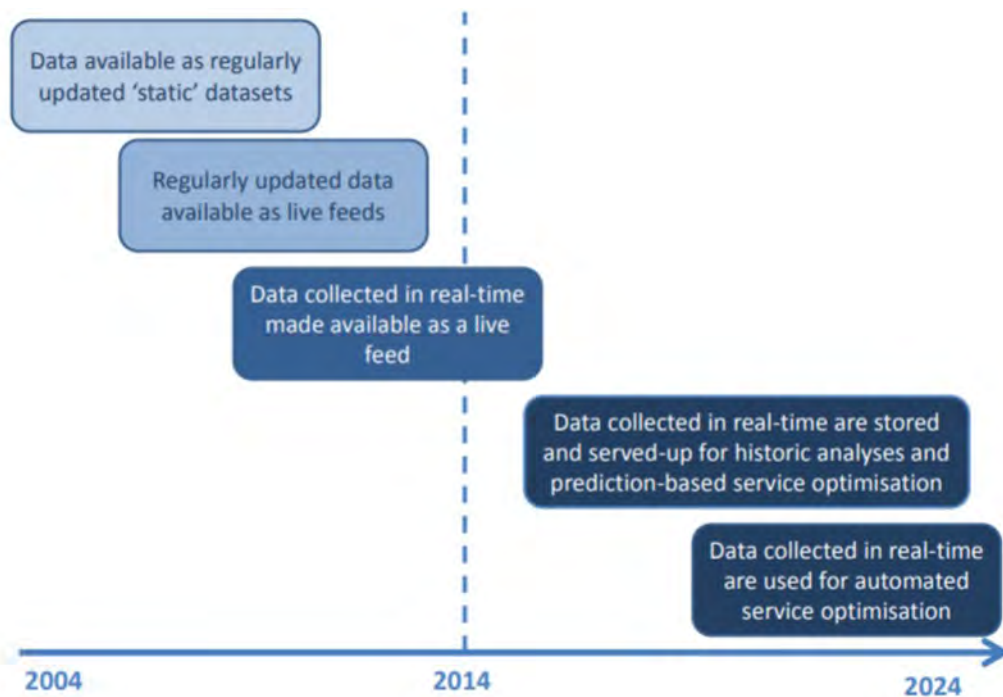 Data available as regularly
updated ‘static’ datasets
Regularly updated data
available as live feeds
Data collected in real-time
made available as a live
feed
Data collected in real-time are stored
and served-up for historic analyses and
prediction-based service optimisation
Data collected in real-time
are used for automated
service optimisation
2004
2014
2024